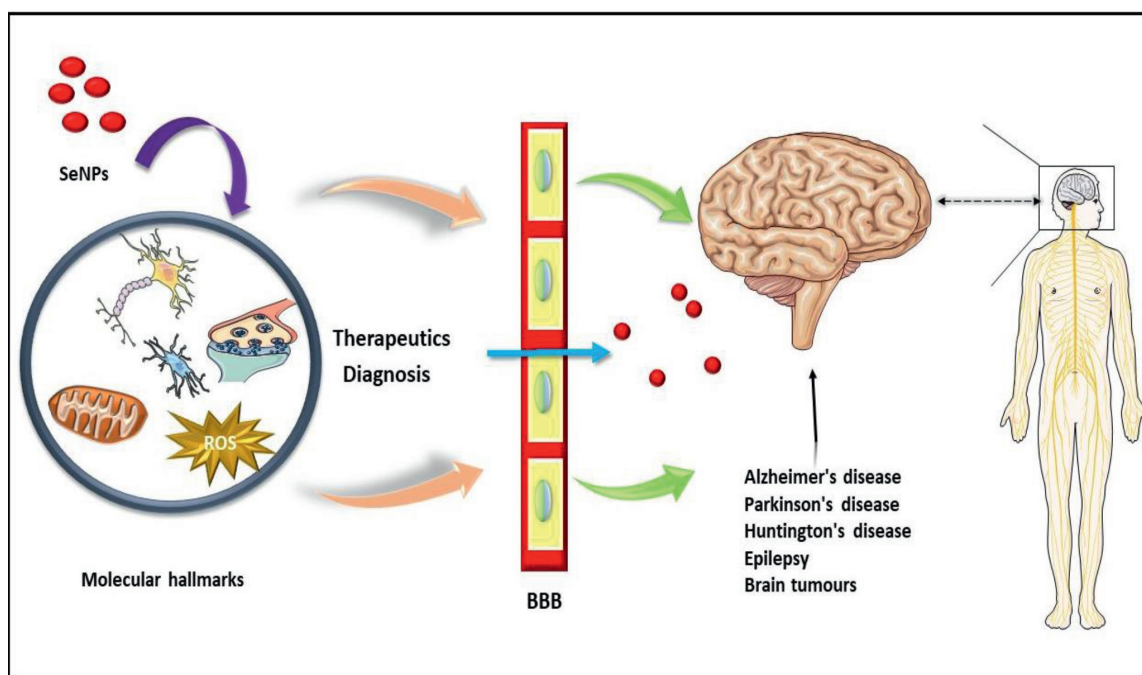 SeNPs
ROS
Molecular hallmarks
Therapeutics
Diagnosis
BBB
Alzheimer's disease
Parkinson's disease
Huntington's disease
Epilepsy
Brain tumours